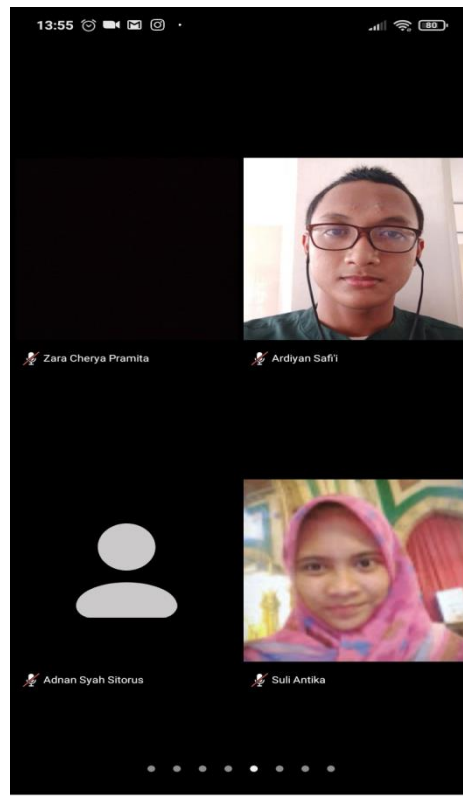 13:55
80
Zara Cherya Pramita
Ardiyan Safi'i
Adnan Syah Sitorus
Suli Antika